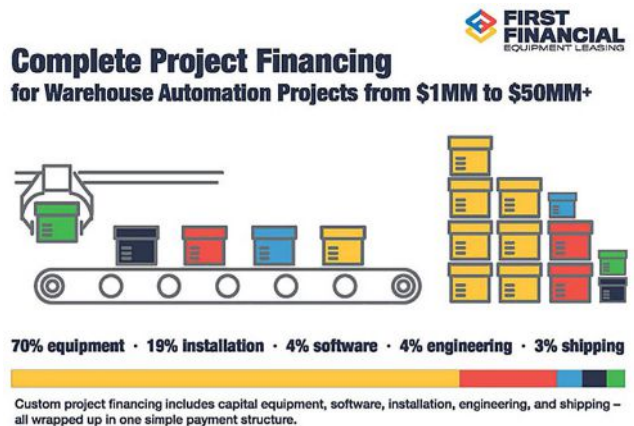 FIRST
FINANCIAL
EQUIPMENT LEASING
Complete Project Financing
for Warehouse Automation Projects from $1MM to $50MM+
70% equipment · 19% installation · 4% software · 4% engineering · 3% shipping
Custom project financing includes capital equipment, software, installation, engineering, and shipping –
all wrapped up in one simple payment structure.